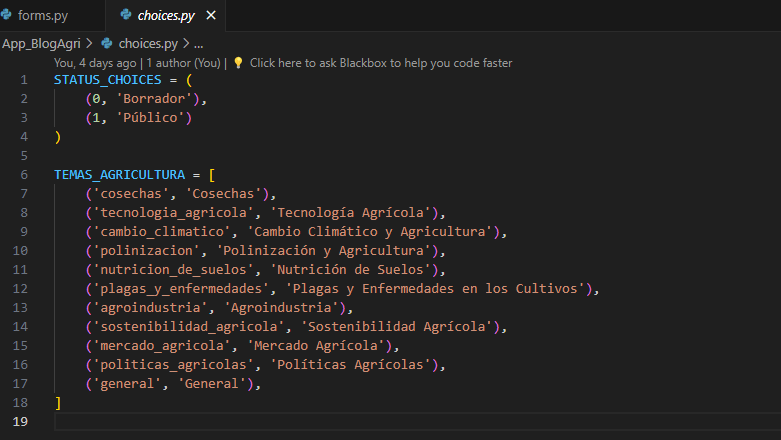 forms.py
choices.py ×
App_BlogAgri > choices.py > ...
You, 4 days ago | 1 author (You) | Click here to ask Blackbox to help you code faster
1 STATUS_CHOICES = (
2     (0, 'Borrador'),
3     (1, 'Público')
4 )
5
6 TEMAS_AGRICULTURA = [
7     ('cosechas', 'Cosechas'),
8     ('tecnologia_agricola', 'Tecnología Agrícola'),
9     ('cambio_climatico', 'Cambio Climático y Agricultura'),
10     ('polinizacion', 'Polinización y Agricultura'),
11     ('nutricion_de_suelos', 'Nutrición de Suelos'),
12     ('plagas_y_enfermedades', 'Plagas y Enfermedades en los Cultivos'),
13     ('agroindustria', 'Agroindustria'),
14     ('sostenibilidad_agricola', 'Sostenibilidad Agrícola'),
15     ('mercado_agricola', 'Mercado Agrícola'),
16     ('politicas_agricolas', 'Políticas Agrícolas'),
17     ('general', 'General'),
18 ]
19